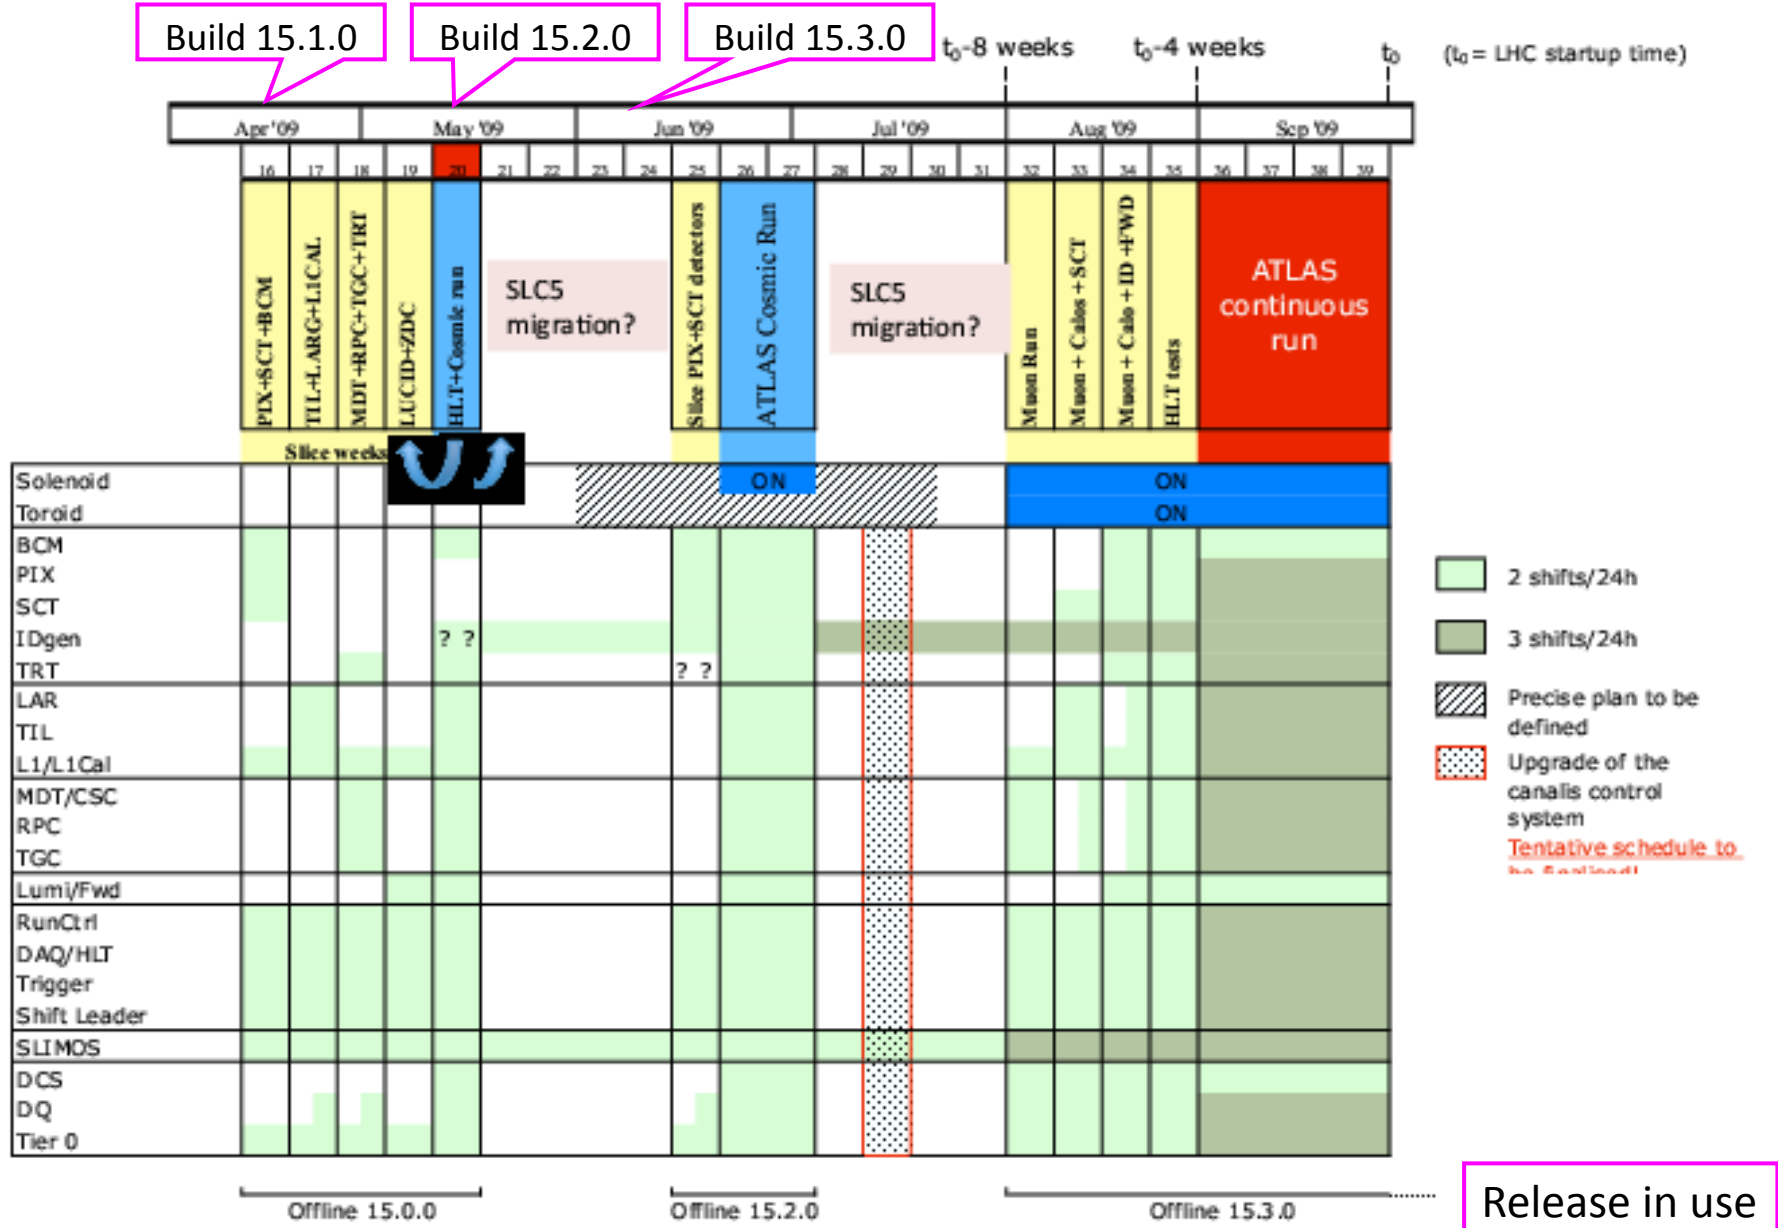 Build 15.1.0
Build 15.2.0
Build 15.3.0
t0-8 weeks
t0-4 weeks
t0
(t0= LHC startup time)
Apr'09
May '09
Jun '09
Jul '09
Aug '09
Sep '09
16 17 18 19 20 21 22 23 24 25 26 27 28 29 30 31 32 33 34 35 36 37 38 39
PIX+SCT+BCM
TIL+LARG+L1CAL
MDT+RPC+TGC+TRT
LUCID+ZDC
HLT+Cosmic run
SLC5
migration?
Slice PIX+SCT detectors
ATLAS Cosmic Run
SLC5
migration?
Muon Run
Muon + Calos + SCT
Muon + Calo + ID +FWD
HLT tests
ATLAS
continuous
run
Slice weeks
Solenoid
ON
ON
Toroid
ON
BCM
PIX
SCT
IDgen
? ?
TRT
? ?
LAR
TIL
L1/L1Cal
MDT/CSC
RPC
TGC
Lumi/Fwd
RunCtrl
DAQ/HLT
Trigger
Shift Leader
SLIMOS
DCS
DQ
Tier 0
2 shifts/24h
3 shifts/24h
Precise plan to be
defined
Upgrade of the
canalis control
system
Tentative schedule to
be finalised!
Offline 15.0.0
Offline 15.2.0
Offline 15.3.0
Release in use